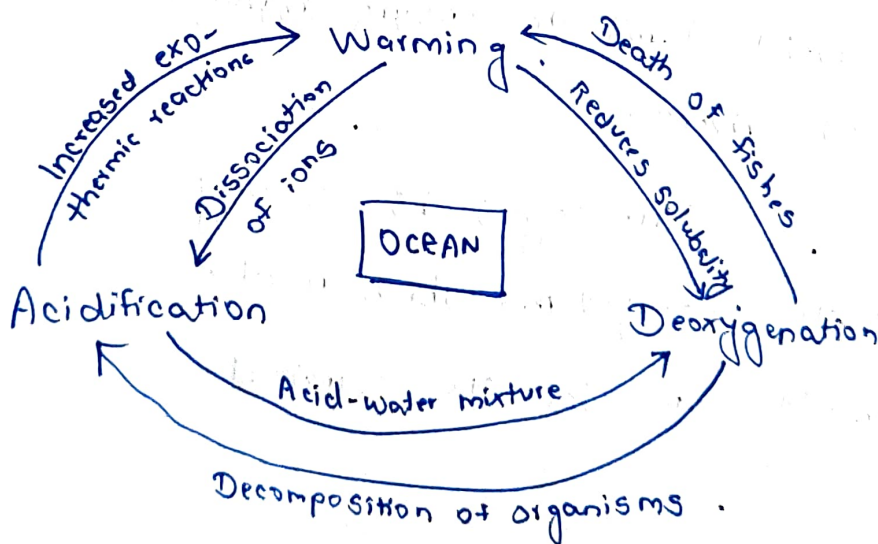 Warming
Increased exo-
thermic reactions
Dissociation
of ions
Reduces solubility
Death of fishes
OCEAN
Acidification
Deoxygenation
Acid-water mixture
Decomposition of organisms.